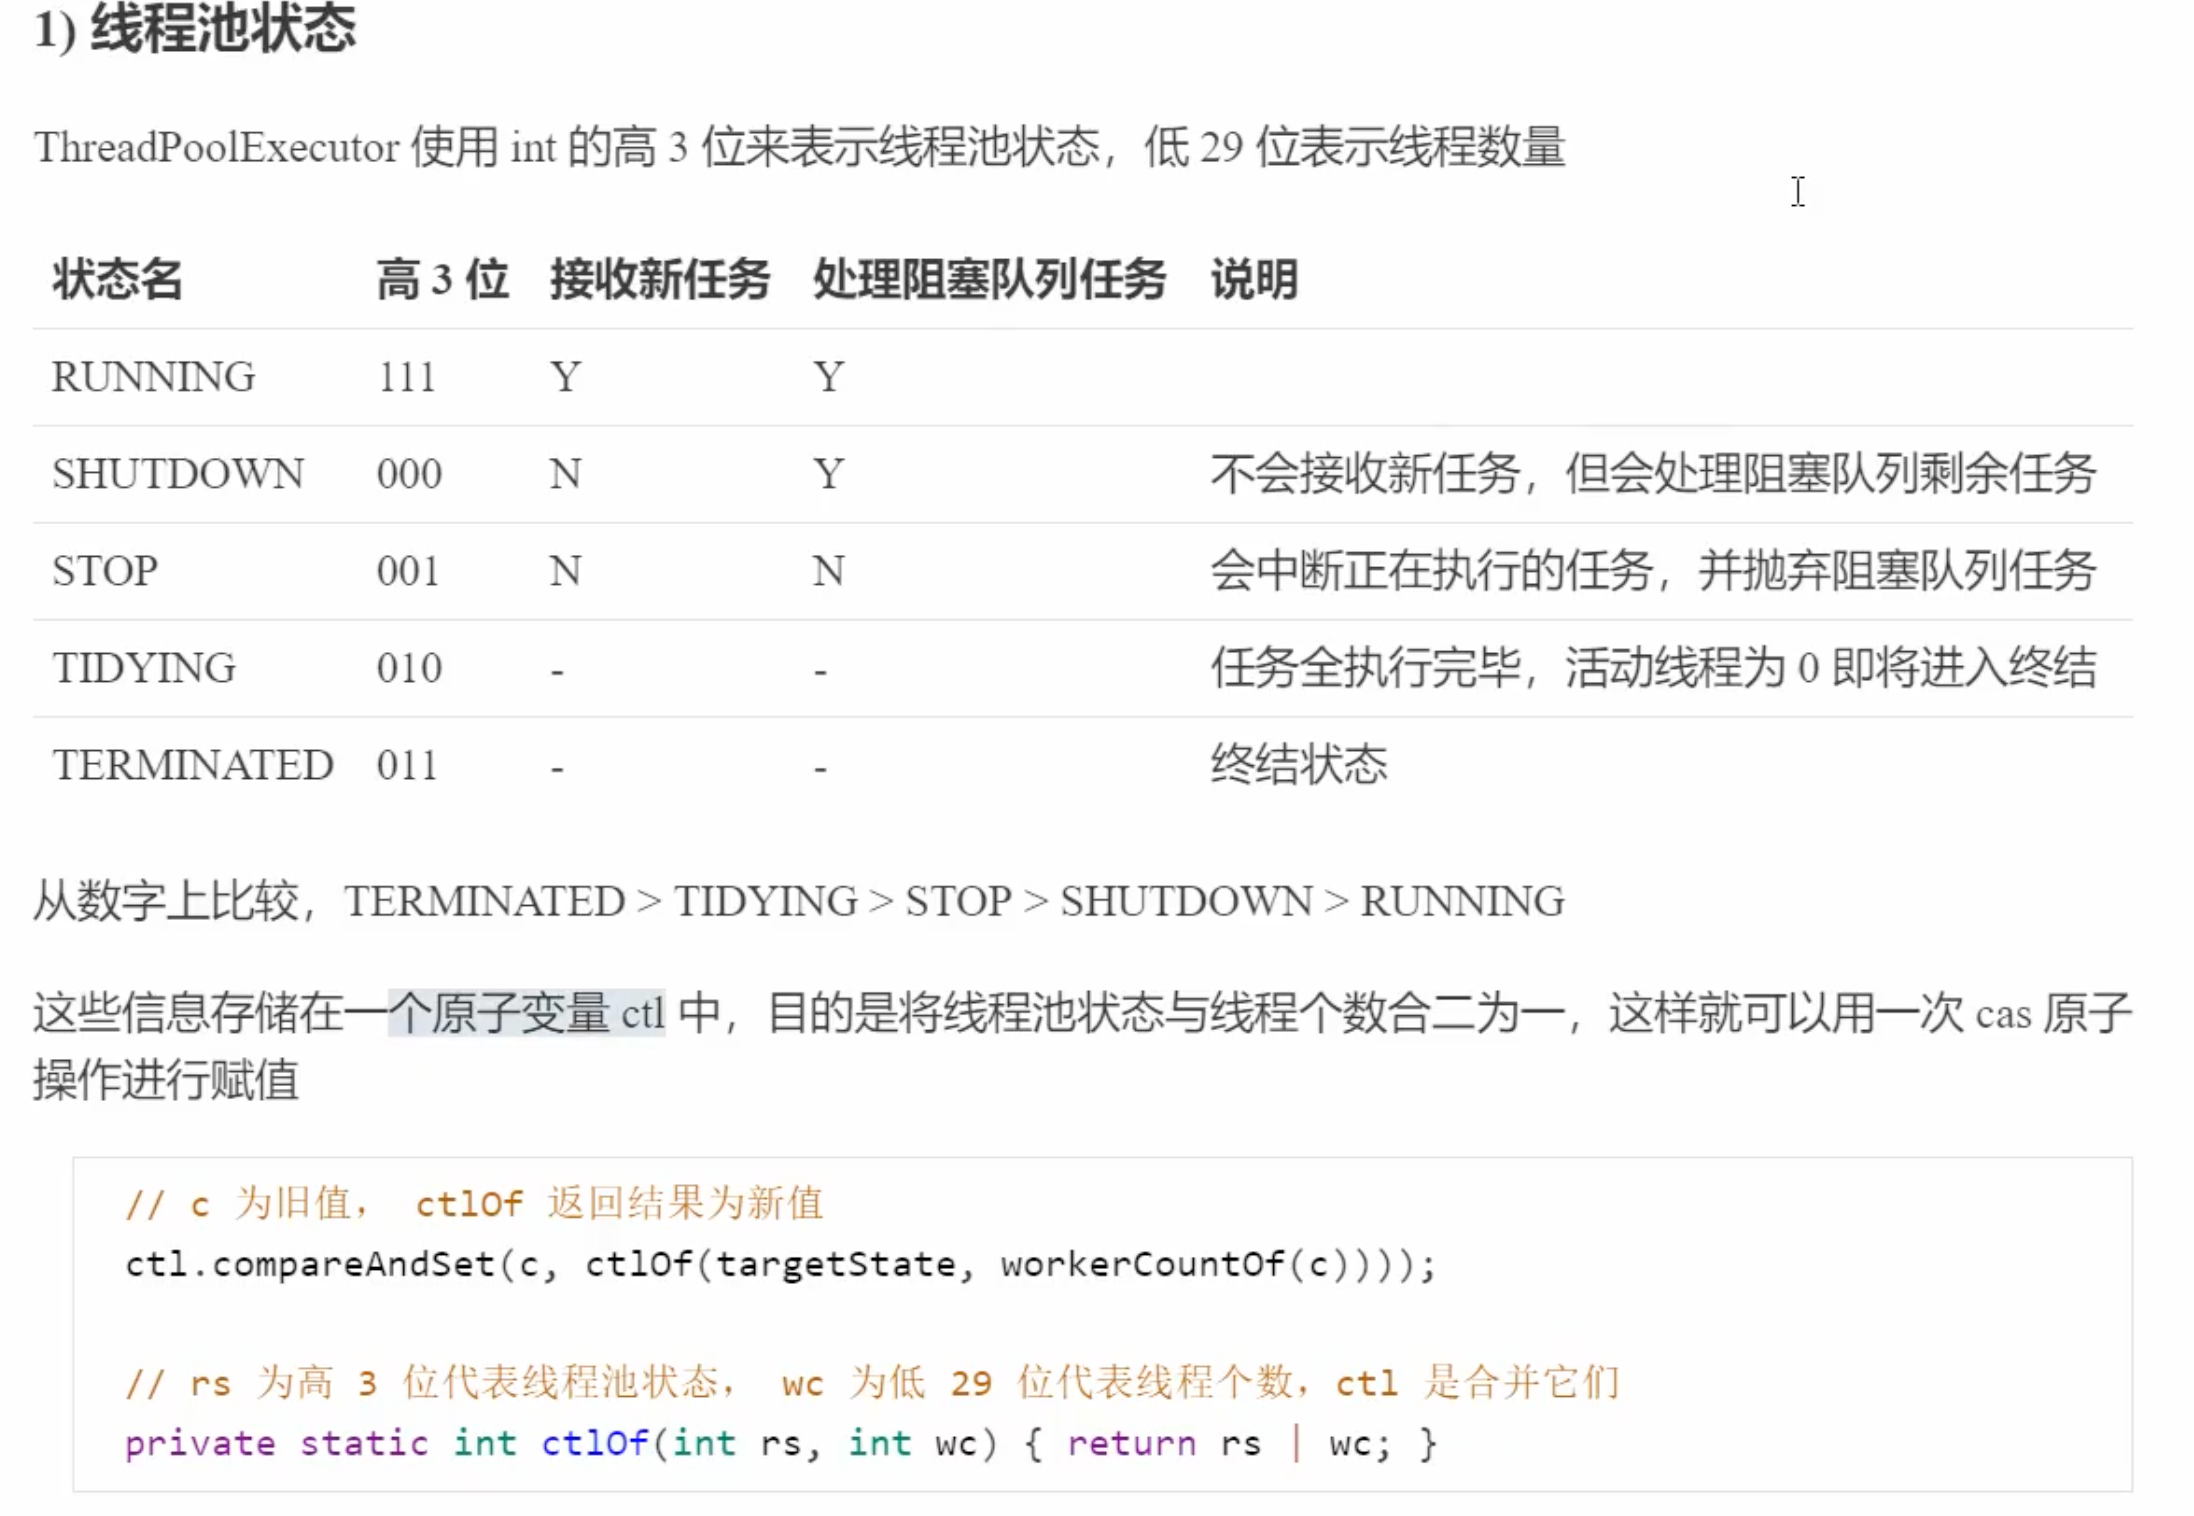 1) 线程池状态
ThreadPoolExecutor 使用 int 的高 3 位来表示线程池状态，低 29 位表示线程数量
状态名 高 3 位 接收新任务 处理阻塞队列任务 说明
RUNNING 111 Y Y
SHUTDOWN 000 N Y 不会接收新任务，但会处理阻塞队列剩余任务
STOP 001 N N 会中断正在执行的任务，并抛弃阻塞队列任务
TIDYING 010 - - 任务全执行完毕，活动线程为 0 即将进入终结
TERMINATED 011 - - 终结状态
从数字上比较，TERMINATED > TIDYING > STOP > SHUTDOWN > RUNNING
这些信息存储在一个原子变量 ctl 中，目的是将线程池状态与线程个数合二为一，这样就可以用一次 cas 原子
操作进行赋值
// c 为旧值， ctlOf 返回结果为新值
ctl.compareAndSet(c, ctlOf(targetState, workerCountOf(c))));
// rs 为高 3 位代表线程池状态， wc 为低 29 位代表线程个数，ctl 是合并它们
private static int ctlOf(int rs, int wc) { return rs | wc; }